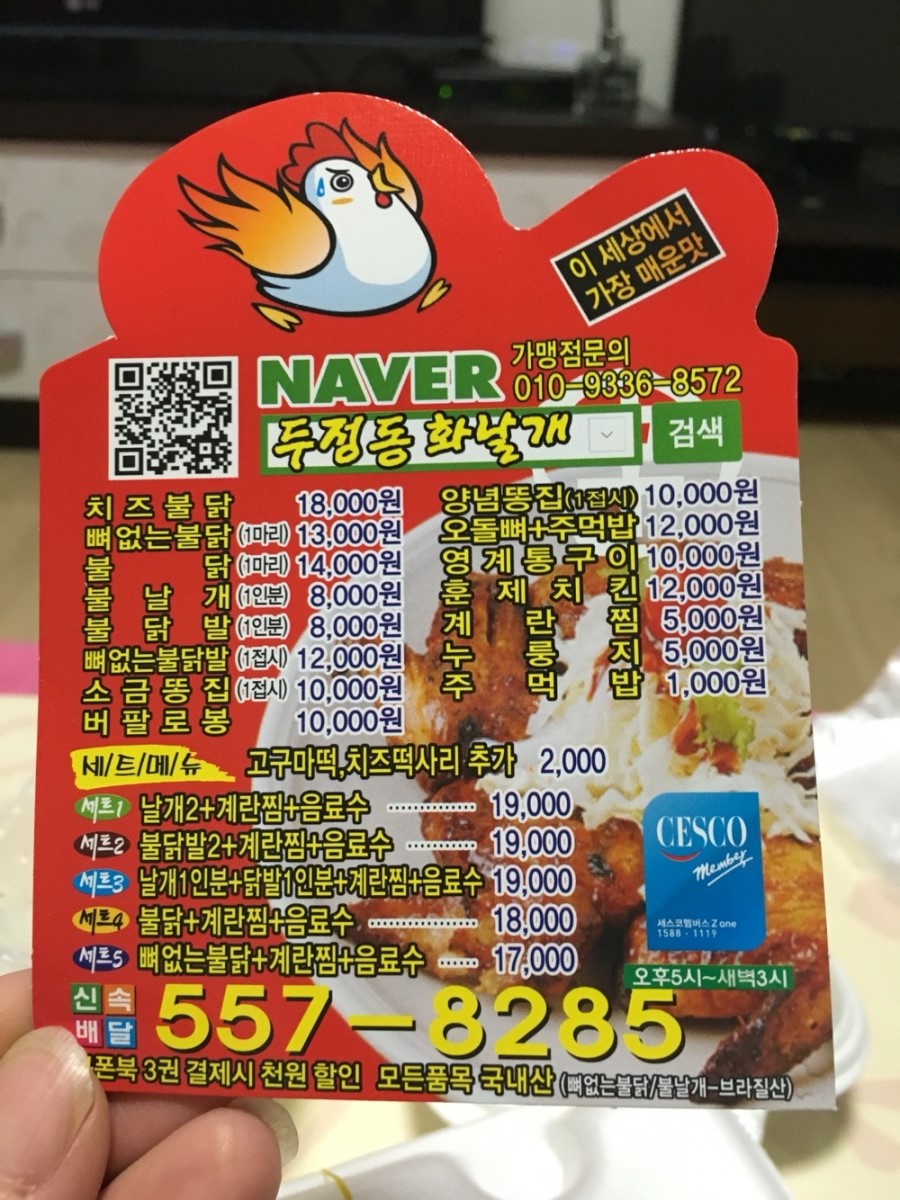 이 세상에서
가장 매운맛
NAVER
가맹점문의
010-9336-8572
두정동 화날개
검색
치즈불닭 18,000원
뼈없는불닭(1마리) 13,000원
불닭(1마리) 14,000원
불날개(1인분) 8,000원
불닭발(1인분) 8,000원
뼈없는불닭발(1접시) 12,000원
소금똥집(1접시) 10,000원
버팔로봉 10,000원
양념똥집(1접시) 10,000원
오돌뼈+주먹밥 12,000원
영계통구이 10,000원
훈제치킨 12,000원
계란찜 5,000원
누룽지 5,000원
주먹밥 1,000원
세/트/메/뉴 고구마떡,치즈떡사리 추가 2,000
세트1 날개2+계란찜+음료수 ............ 19,000
세트2 불닭발2+계란찜+음료수 ......... 19,000
세트3 날개1인분+닭발1인분+계란찜+음료수 19,000
세트4 불닭+계란찜+음료수 ............ 18,000
세트5 뼈없는불닭+계란찜+음료수 ...... 17,000
CESCO
Member
세스코멤버스 Zone
1588 · 1119
오후5시~새벽3시
신속
배달
557-8285
폰북 3권 결제시 천원 할인 모든품목 국내산 (뼈없는불닭/불날개-브라질산)